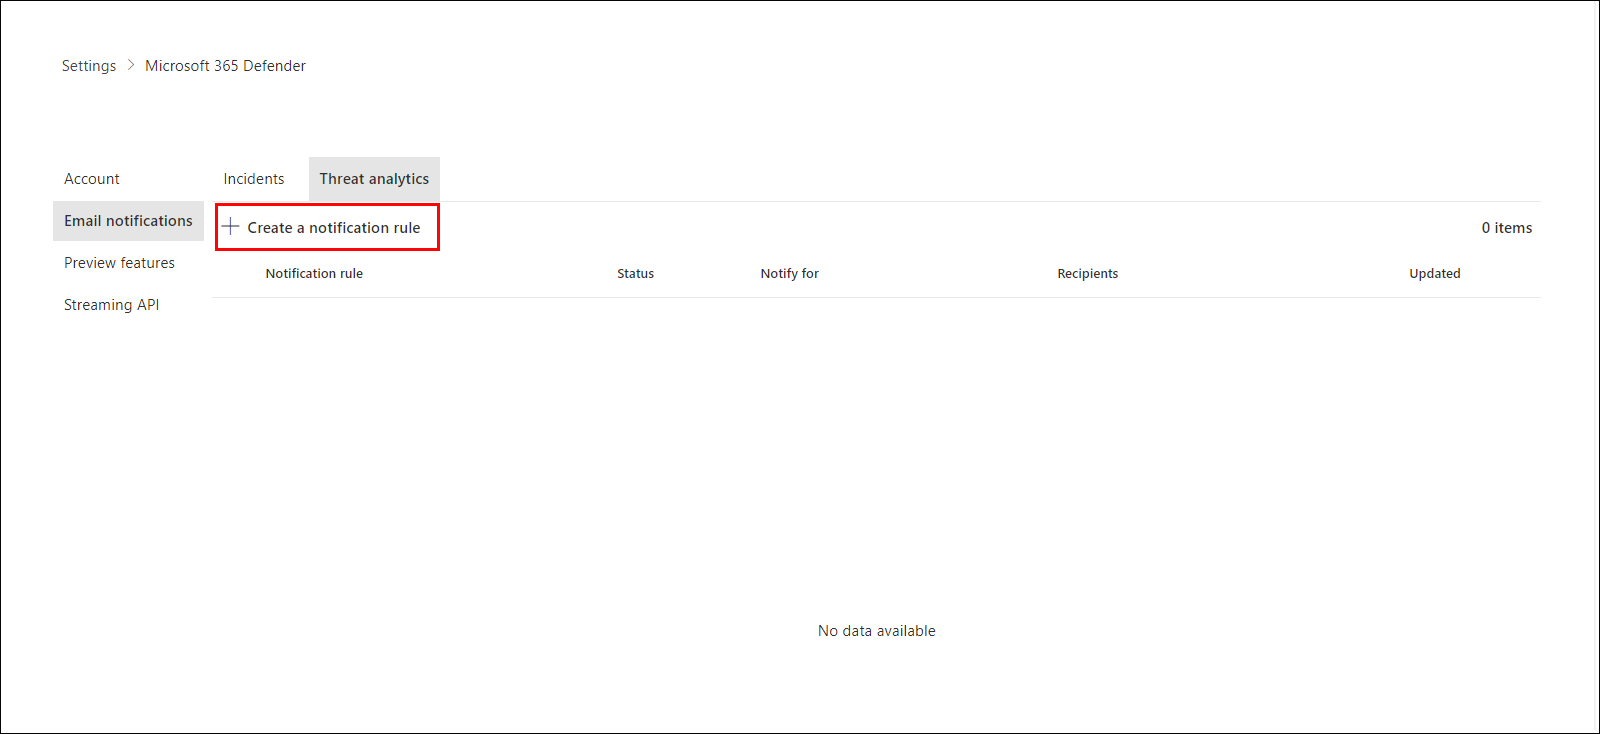 Settings > Microsoft 365 Defender
Account
Email notifications
Preview features
Streaming API
Incidents
Threat analytics
Create a notification rule
0 items
Notification rule
Status
Notify for
Recipients
Updated
No data available